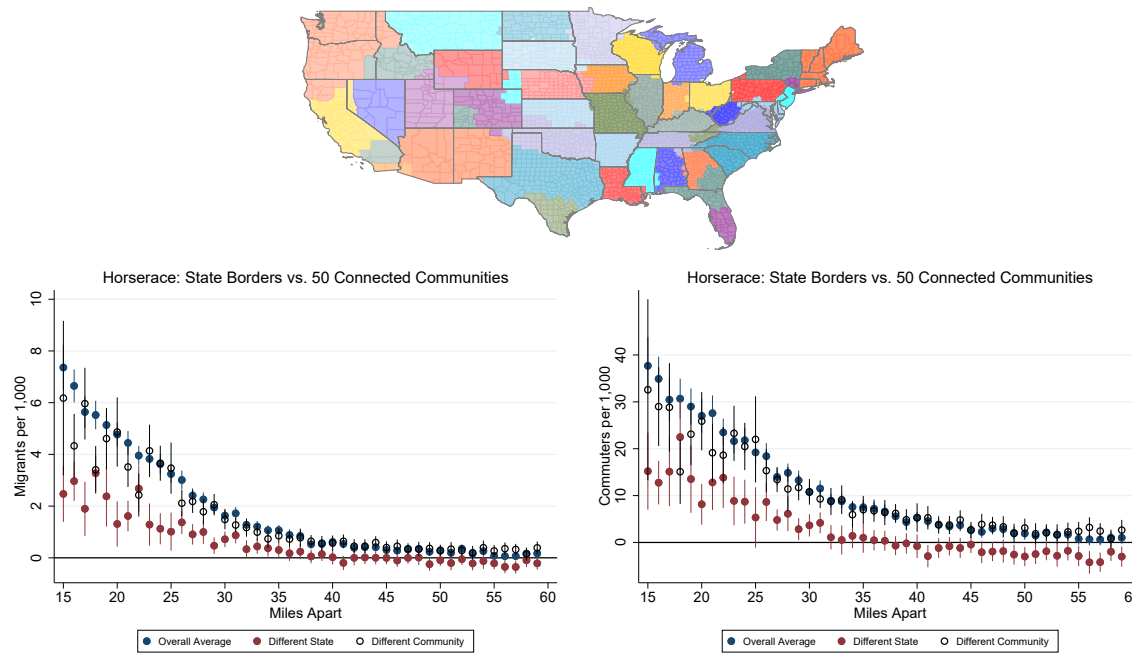 Horserace: State Borders vs. 50 Connected Communities
Migrants per 1,000
0
2
4
6
8
10
15 20 25 30 35 40 45 50 55 60
Miles Apart
Overall Average Different State Different Community
Horserace: State Borders vs. 50 Connected Communities
Commuters per 1,000
0
10
20
30
40
15 20 25 30 35 40 45 50 55
Miles Apart
Overall Average Different State Different Community